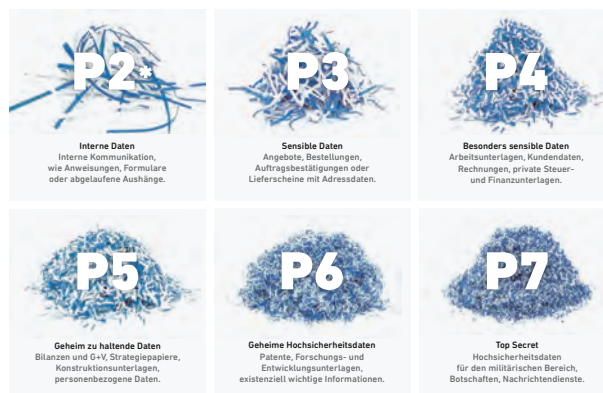 P2*
Interne Daten
Interne Kommunikation,
wie Anweisungen, Formulare
oder abgelaufene Aushänge.
P3
Sensible Daten
Angebote, Bestellungen,
Auftragsbestätigungen oder
Lieferscheine mit Adressdaten.
P4
Besonders sensible Daten
Arbeitsunterlagen, Kundendaten,
Rechnungen, private Steuer-
und Finanzunterlagen.
P5
Geheim zu haltende Daten
Bilanzen und G+V, Strategiepapiere,
Konstruktionsunterlagen,
personenbezogene Daten.
P6
Geheime Hochsicherheitsdaten
Patente, Forschungs- und
Entwicklungsunterlagen,
existenziell wichtige Informationen.
P7
Top Secret
Hochsicherheitsdaten
für den militärischen Bereich,
Botschaften, Nachrichtendienste.